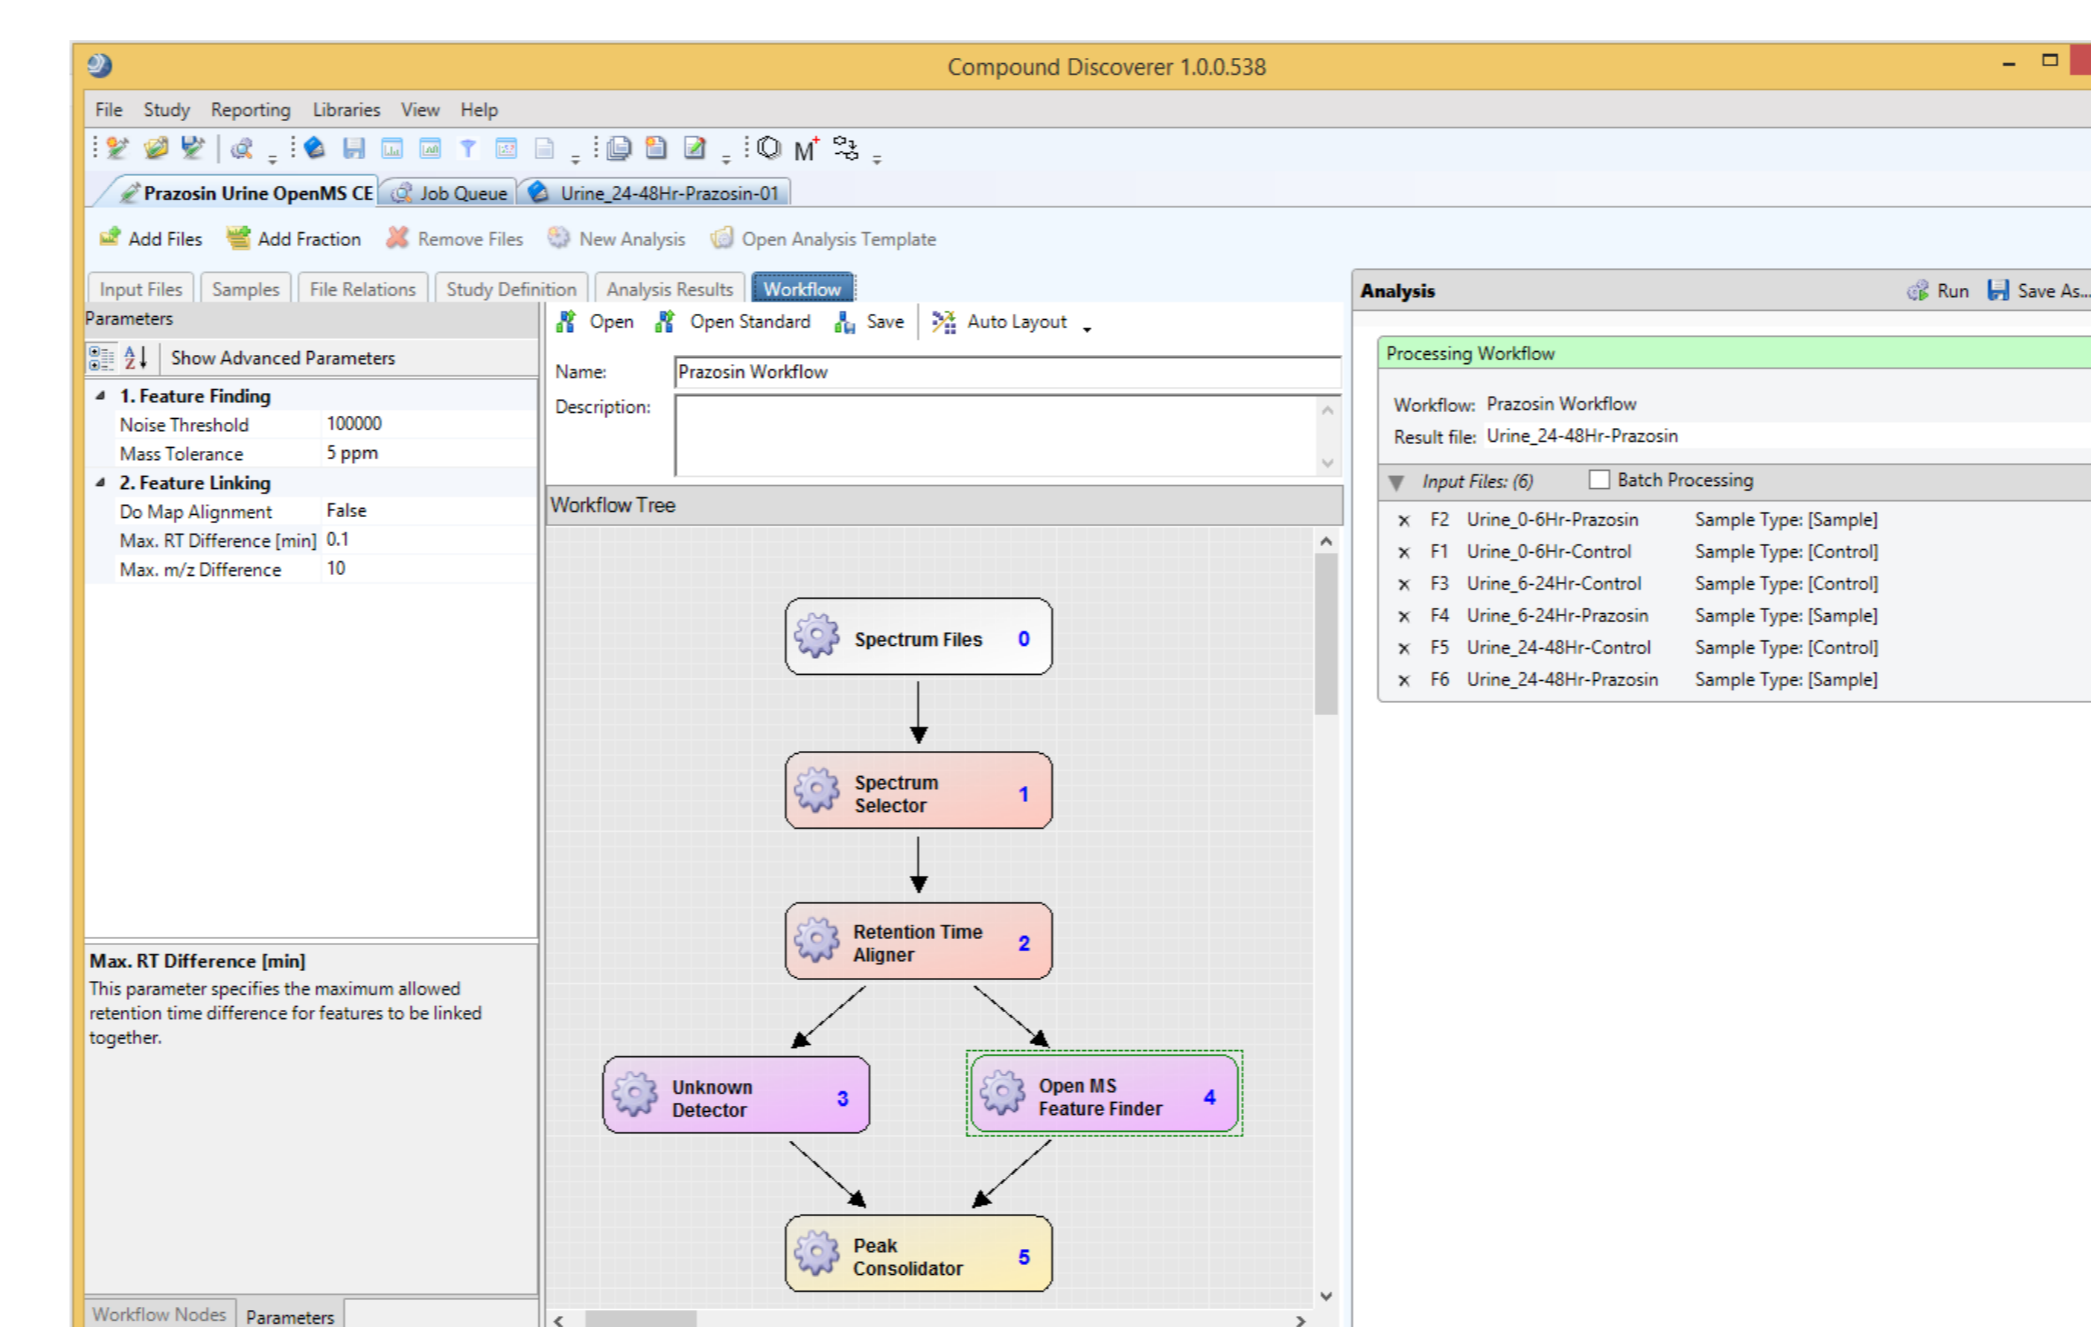 Compound Discoverer 1.0.0.538
File Study Reporting Libraries View Help
M+
Prazosin Urine OpenMS CE Job Queue Urine_24-48Hr-Prazosin-01
Add Files Add Fraction Remove Files New Analysis Open Analysis Template
Input Files Samples File Relations Study Definition Analysis Results Workflow
Parameters
Show Advanced Parameters
1. Feature Finding
Noise Threshold 100000
Mass Tolerance 5 ppm
2. Feature Linking
Do Map Alignment False
Max. RT Difference [min] 0.1
Max. m/z Difference 10
Max. RT Difference [min]
This parameter specifies the maximum allowed
retention time difference for features to be linked
together.
Workflow Nodes Parameters
Open Open Standard Save Auto Layout
Name: Prazosin Workflow
Description:
Workflow Tree
Spectrum Files 0
Spectrum
Selector 1
Retention Time
Aligner 2
Unknown
Detector 3
Open MS
Feature Finder 4
Peak
Consolidator 5
Analysis Run Save As...
Processing Workflow
Workflow: Prazosin Workflow
Result file: Urine_24-48Hr-Prazosin
Input Files: (6) Batch Processing
× F2 Urine_0-6Hr-Prazosin Sample Type: [Sample]
× F1 Urine_0-6Hr-Control Sample Type: [Control]
× F3 Urine_6-24Hr-Control Sample Type: [Control]
× F4 Urine_6-24Hr-Prazosin Sample Type: [Sample]
× F5 Urine_24-48Hr-Control Sample Type: [Control]
× F6 Urine_24-48Hr-Prazosin Sample Type: [Sample]